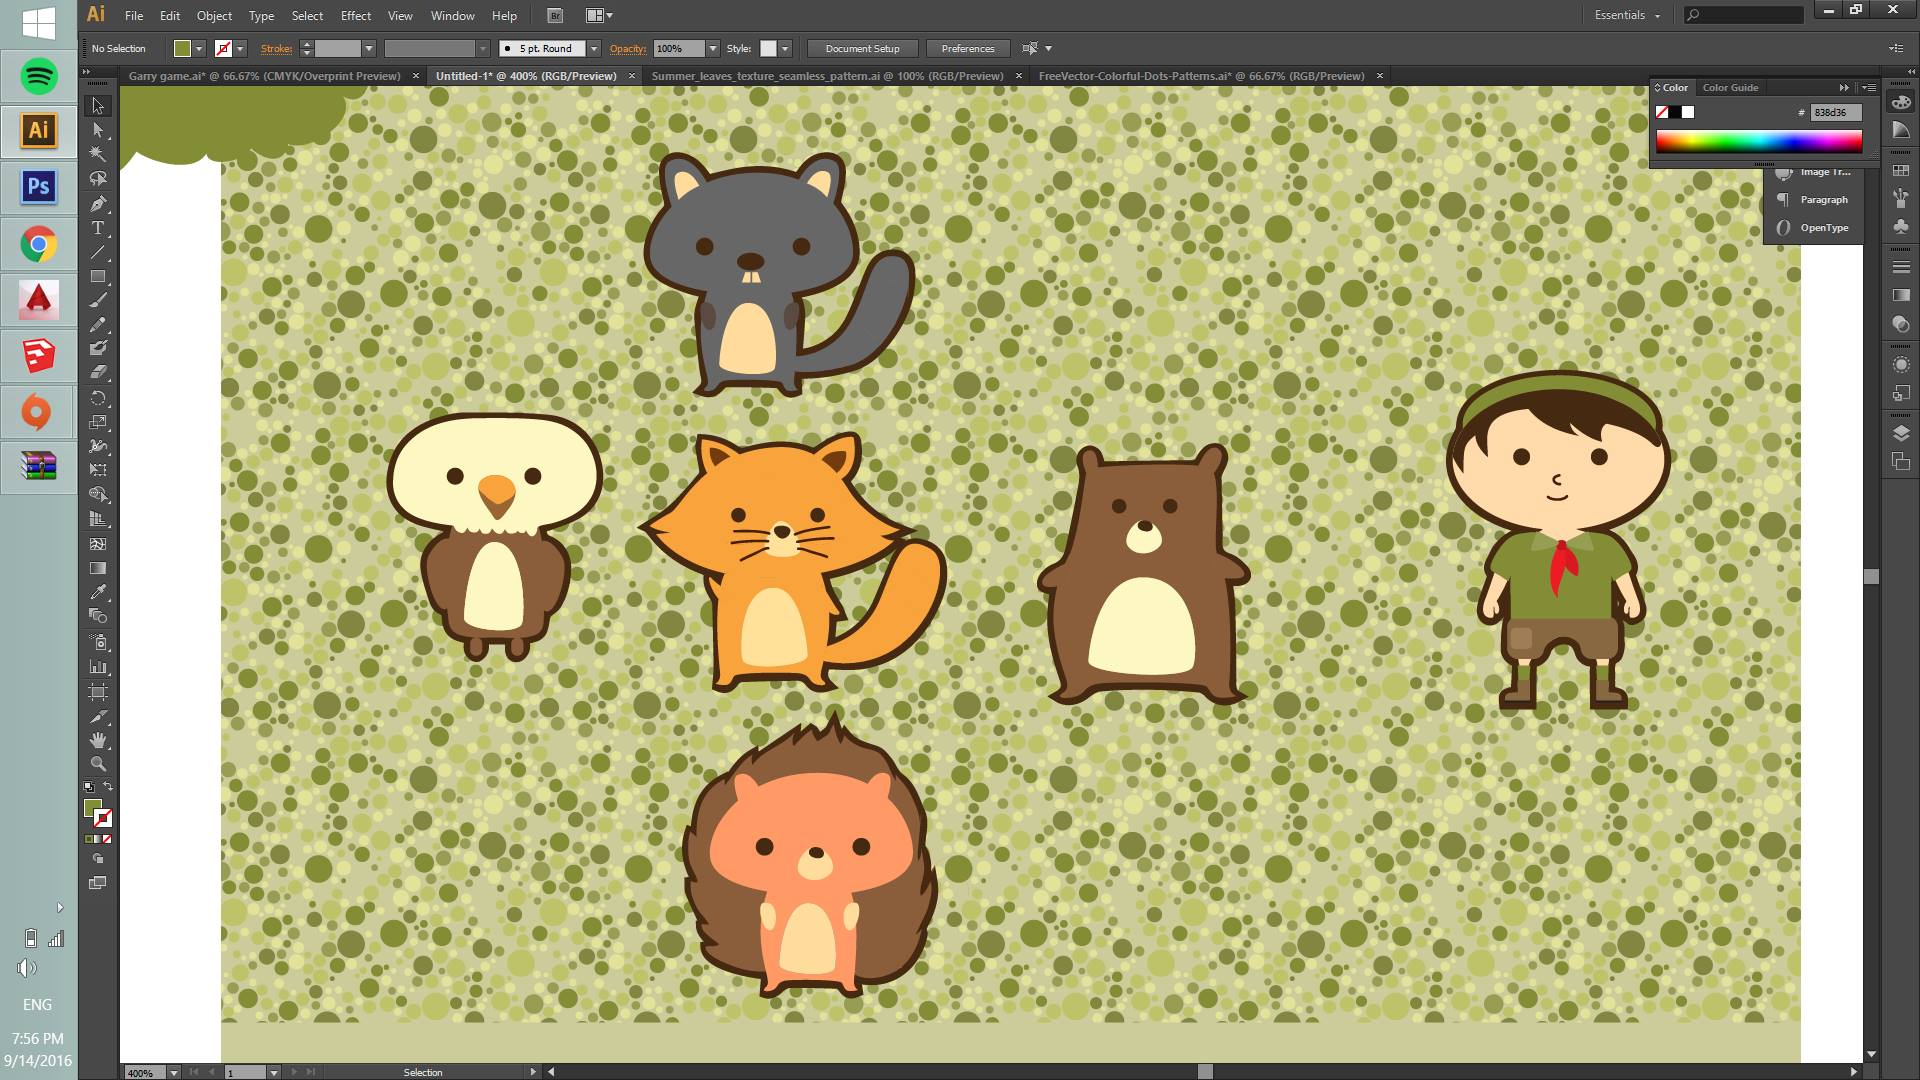 Ai File Edit Object Type Select Effect View Window Help Br Essentials
No Selection Stroke: 5 pt. Round Opacity: 100% Style: Document Setup Preferences
Garry game.ai* @ 66.67% (CMYK/Overprint Preview) × Untitled-1* @ 400% (RGB/Preview) × Summer_leaves_texture_seamless_pattern.ai @ 100% (RGB/Preview) × FreeVector-Colorful-Dots-Patterns.ai* @ 66.67% (RGB/Preview) ×
Color Color Guide
# 838d36
Image Tr...
Paragraph
OpenType
Ai
Ps
ENG
7:56 PM
9/14/2016
400% 1 Selection